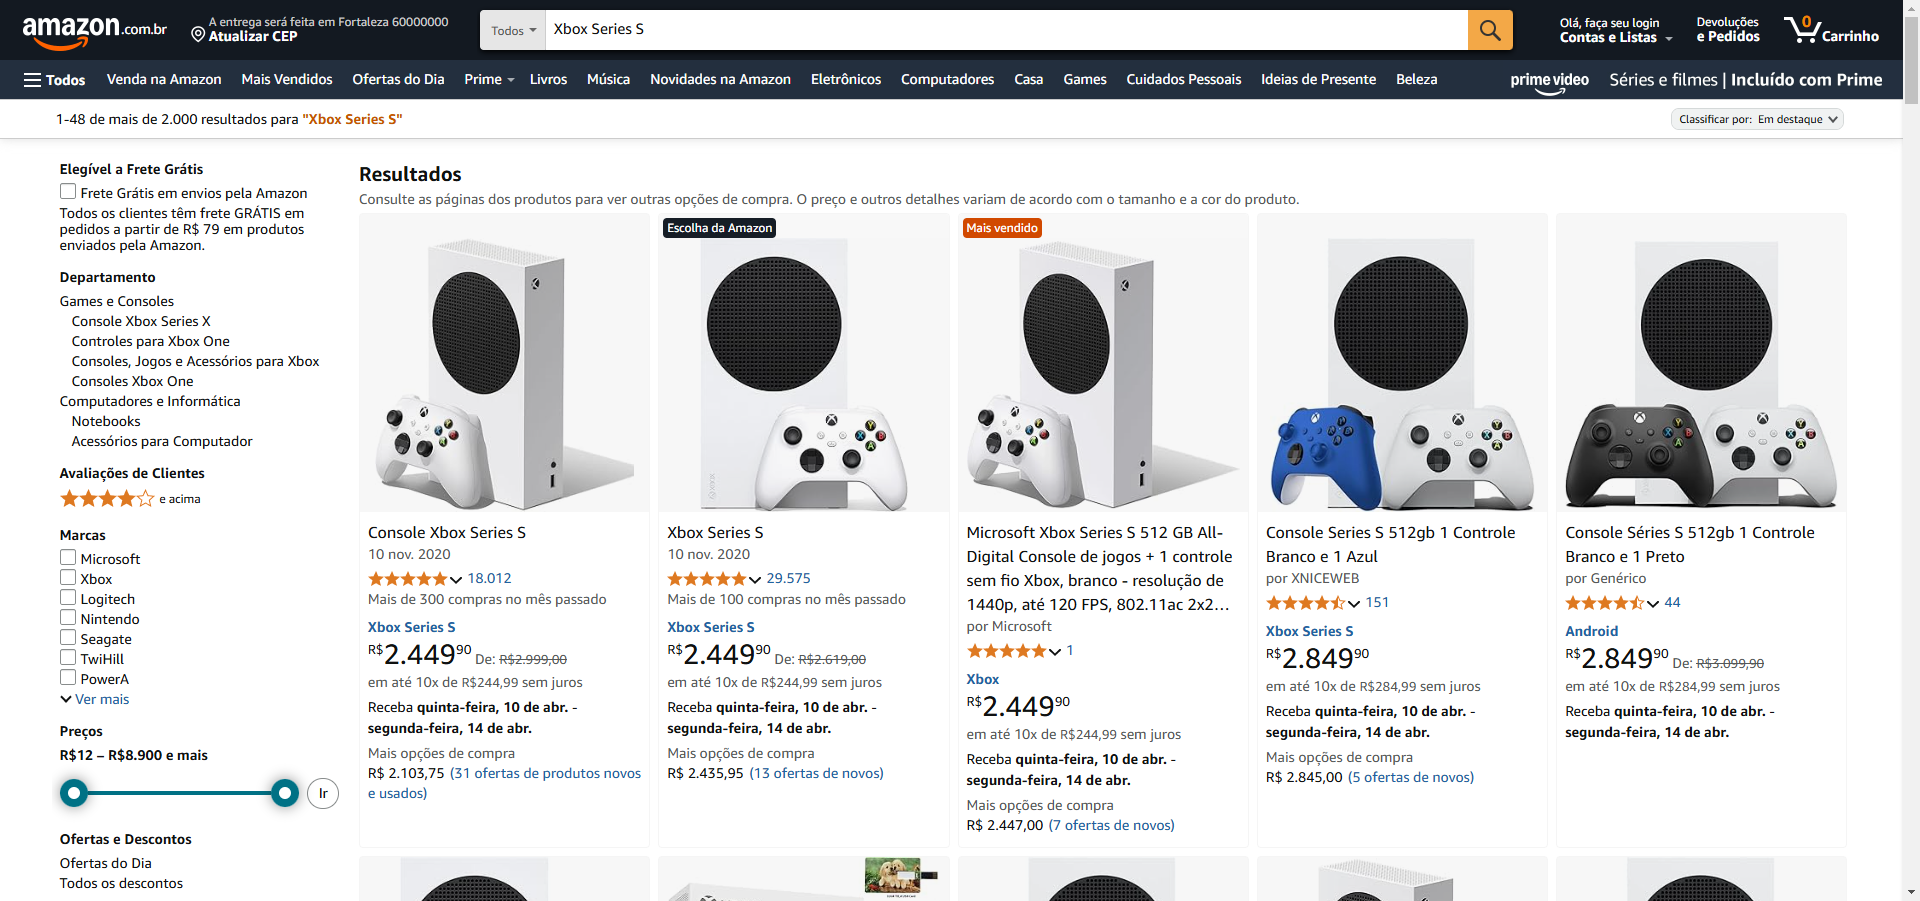 amazon.com.br
A entrega será feita em Fortaleza 60000000
Atualizar CEP
Todos
Xbox Series S
Olá, faça seu login
Contas e Listas
Devoluções
e Pedidos
0
Carrinho
Todos
Venda na Amazon
Mais Vendidos
Ofertas do Dia
Prime
Livros
Música
Novidades na Amazon
Eletrônicos
Computadores
Casa
Games
Cuidados Pessoais
Ideias de Presente
Beleza
prime video
Séries e filmes | Incluído com Prime
1-48 de mais de 2.000 resultados para "Xbox Series S"
Classificar por: Em destaque
Elegível a Frete Grátis
Frete Grátis em envios pela Amazon
Todos os clientes têm frete GRÁTIS em
pedidos a partir de R$ 79 em produtos
enviados pela Amazon.
Departamento
Games e Consoles
Console Xbox Series X
Controles para Xbox One
Consoles, Jogos e Acessórios para Xbox
Consoles Xbox One
Computadores e Informática
Notebooks
Acessórios para Computador
Avaliações de Clientes
e acima
Marcas
Microsoft
Xbox
Logitech
Nintendo
Seagate
TwiHill
PowerA
Ver mais
Preços
R$12 – R$8.900 e mais
Ir
Ofertas e Descontos
Ofertas do Dia
Todos os descontos
Resultados
Consulte as páginas dos produtos para ver outras opções de compra. O preço e outros detalhes variam de acordo com o tamanho e a cor do produto.
Console Xbox Series S
10 nov. 2020
18.012
Mais de 300 compras no mês passado
Xbox Series S
R$2.44990 De: R$2.999,00
em até 10x de R$244,99 sem juros
Receba quinta-feira, 10 de abr. -
segunda-feira, 14 de abr.
Mais opções de compra
R$ 2.103,75 (31 ofertas de produtos novos
e usados)
Escolha da Amazon
Xbox Series S
10 nov. 2020
29.575
Mais de 100 compras no mês passado
Xbox Series S
R$2.44990 De: R$2.619,00
em até 10x de R$244,99 sem juros
Receba quinta-feira, 10 de abr. -
segunda-feira, 14 de abr.
Mais opções de compra
R$ 2.435,95 (13 ofertas de novos)
Mais vendido
Microsoft Xbox Series S 512 GB All-
Digital Console de jogos + 1 controle
sem fio Xbox, branco - resolução de
1440p, até 120 FPS, 802.11ac 2x2…
por Microsoft
1
Xbox
R$2.44990
em até 10x de R$244,99 sem juros
Receba quinta-feira, 10 de abr. -
segunda-feira, 14 de abr.
Mais opções de compra
R$ 2.447,00 (7 ofertas de novos)
Console Series S 512gb 1 Controle
Branco e 1 Azul
por XNICEWEB
151
Xbox Series S
R$2.84990
em até 10x de R$284,99 sem juros
Receba quinta-feira, 10 de abr. -
segunda-feira, 14 de abr.
Mais opções de compra
R$ 2.845,00 (5 ofertas de novos)
Console Séries S 512gb 1 Controle
Branco e 1 Preto
por Genérico
44
Android
R$2.84990 De: R$3.099,90
em até 10x de R$284,99 sem juros
Receba quinta-feira, 10 de abr. -
segunda-feira, 14 de abr.